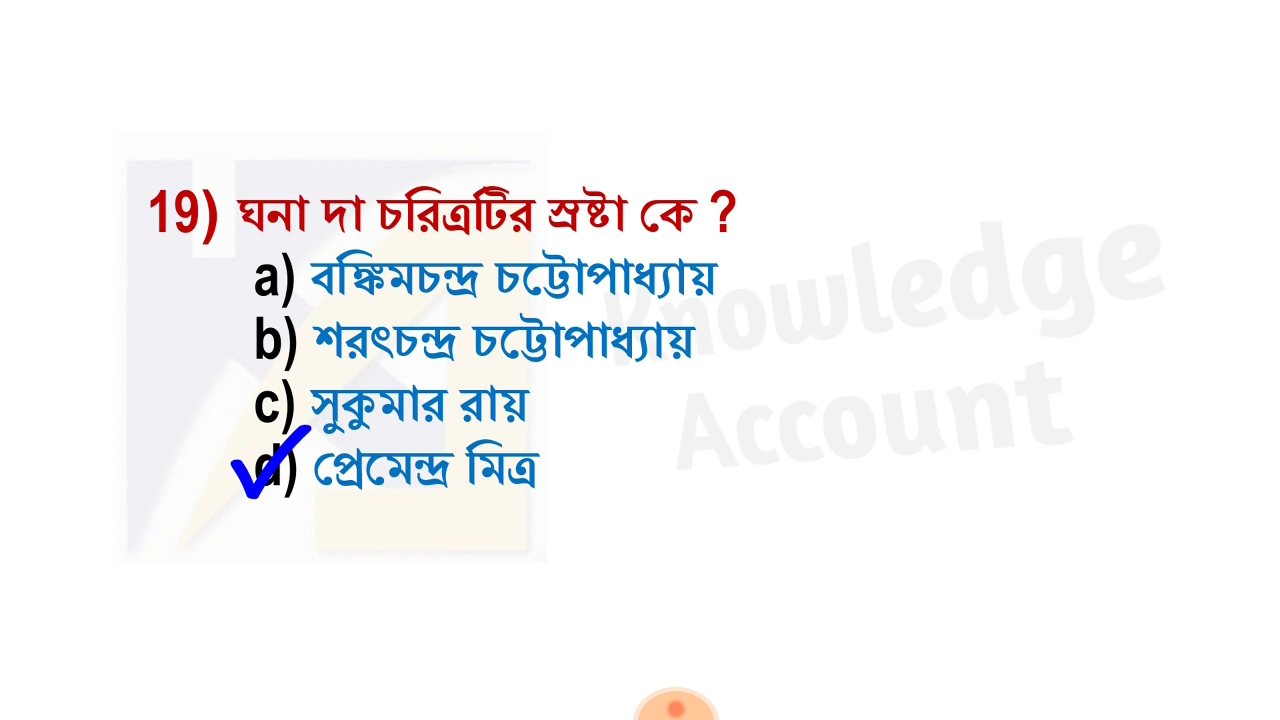 19) ঘনা দা চরিত্রটির স্রষ্টা কে ?
a) বঙ্কিমচন্দ্র চট্টোপাধ্যায়
b) শরৎচন্দ্র চট্টোপাধ্যায়
c) সুকুমার রায়
d) প্রেমেন্দ্র মিত্র
Knowledge
Account